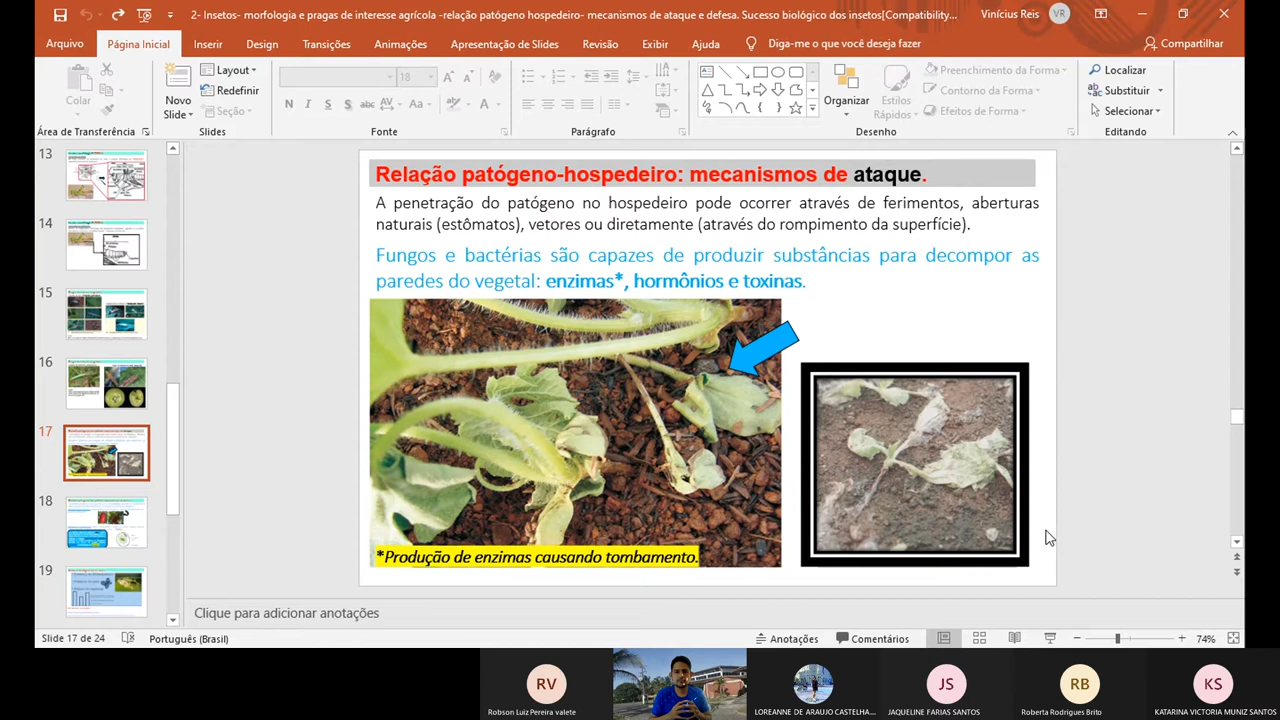 2- Insetos- morfologia e pragas de interesse agrícola -relação patógeno hospedeiro- mecanismos de ataque e defesa. Sucesso biológico dos insetos[Compatibility...
Vinícius Reis
VR
Arquivo
Página Inicial
Inserir
Design
Transições
Animações
Apresentação de Slides
Revisão
Exibir
Ajuda
Diga-me o que você deseja fazer
Compartilhar
Colar
Novo
Slide
Layout
Redefinir
Seção
18
N I S S abc AV Aa A
Organizar
Estilos
Rápidos
Preenchimento da Forma
Contorno da Forma
Efeitos de Forma
Localizar
Substituir
Selecionar
Área de Transferência
Slides
Fonte
Parágrafo
Desenho
Editando
13
14
15
16
17
18
19
Relação patógeno-hospedeiro: mecanismos de ataque.
A penetração do patógeno no hospedeiro pode ocorrer através de ferimentos, aberturas
naturais (estômatos), vetores ou diretamente (através do rompimento da superfície).
Fungos e bactérias são capazes de produzir substâncias para decompor as
paredes do vegetal: enzimas*, hormônios e toxinas.
*Produção de enzimas causando tombamento.
Clique para adicionar anotações
Slide 17 de 24
Português (Brasil)
Anotações
Comentários
74%
RV
Robson Luiz Pereira valete
LOREANNE DE ARAUJO CASTELHA...
JS
JAQUELINE FARIAS SANTOS
RB
Roberta Rodrigues Brito
KS
KATARINA VICTORIA MUNIZ SANTOS